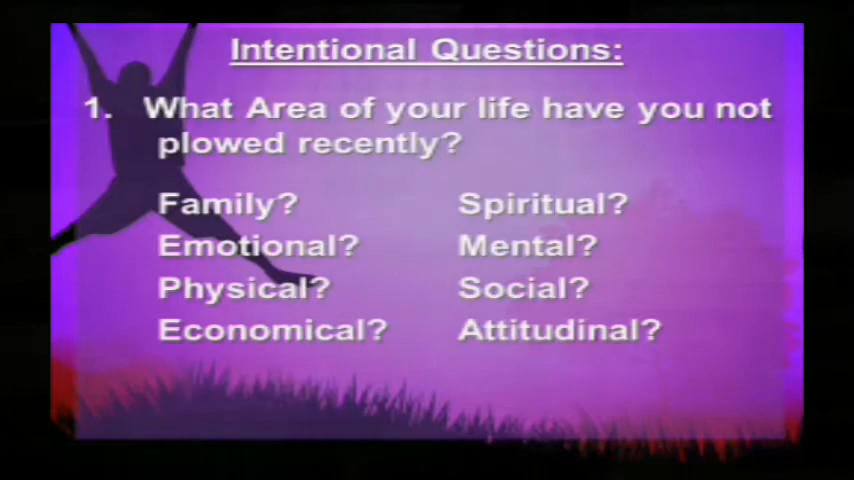 Intentional Questions:
1. What Area of your life have you not
plowed recently?
Family? Spiritual?
Emotional? Mental?
Physical? Social?
Economical? Attitudinal?